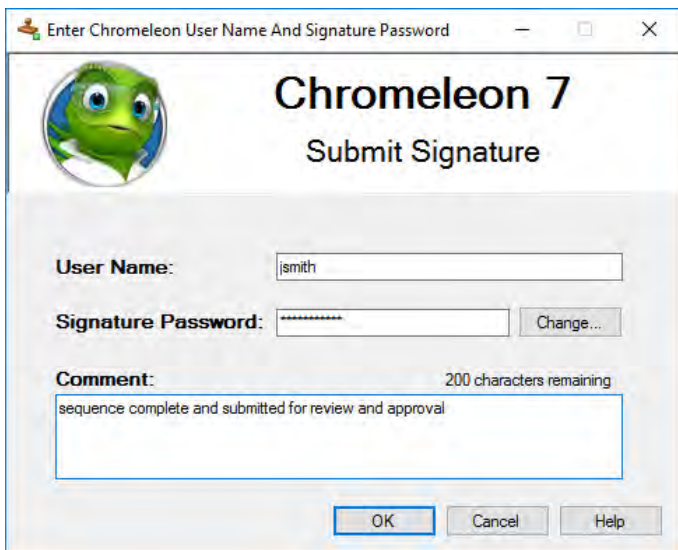 Enter Chromeleon User Name And Signature Password
Chromeleon 7
Submit Signature
User Name:
jsmith
Signature Password:
***********
Change...
Comment:
200 characters remaining
sequence complete and submitted for review and approval
OK
Cancel
Help